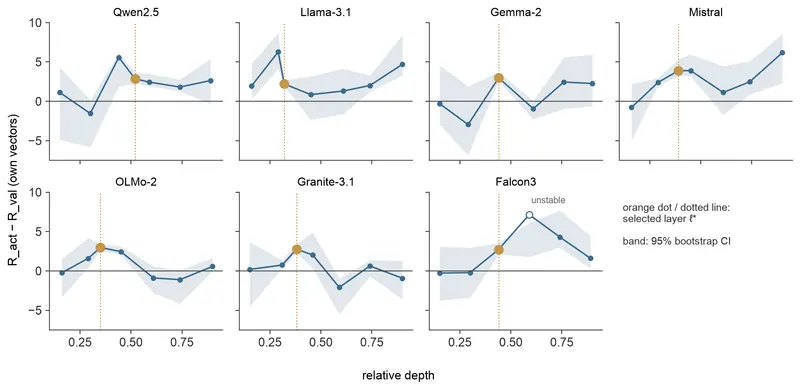 Qwen2.5
Llama-3.1
Gemma-2
Mistral
10
5
0
−5
OLMo-2
Granite-3.1
Falcon3
10
5
0
−5
unstable
orange dot / dotted line:
selected layer ℓ*
band: 95% bootstrap CI
0.25 0.50 0.75
0.25 0.50 0.75
0.25 0.50 0.75
R_act − R_val (own vectors)
relative depth